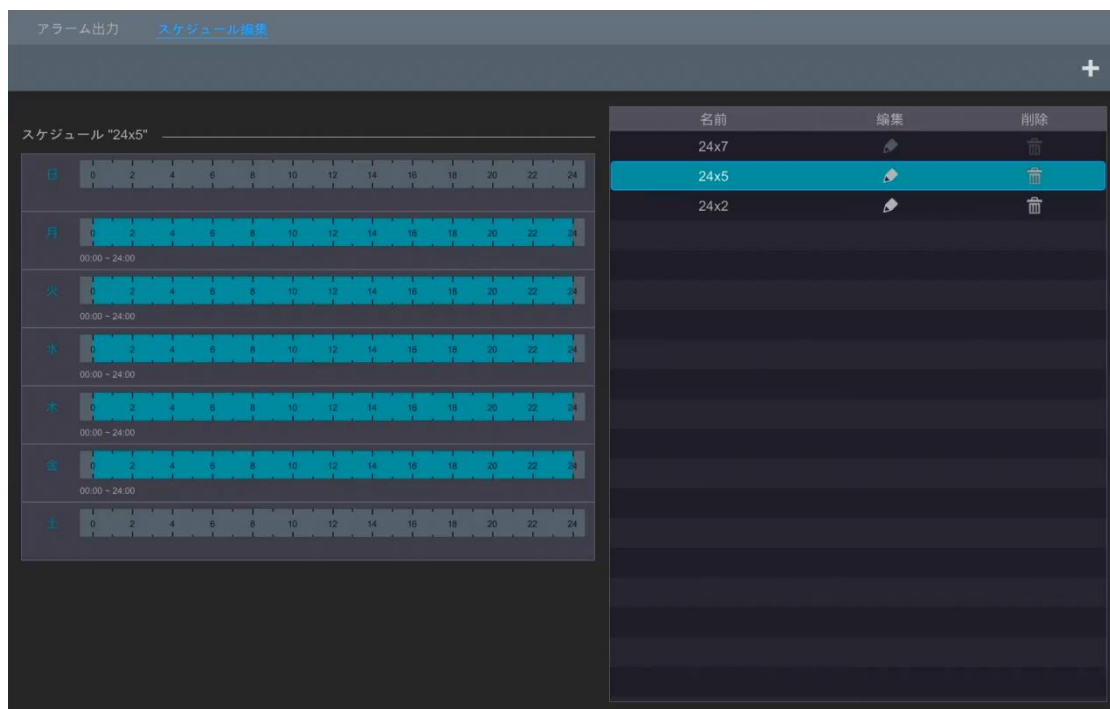 アラーム出力 スケジュール編集
+
スケジュール "24x5"
日 0 2 4 6 8 10 12 14 16 18 20 22 24
月 0 2 4 6 8 10 12 14 16 18 20 22 24
00:00 ~ 24:00
火 0 2 4 6 8 10 12 14 16 18 20 22 24
00:00 ~ 24:00
水 0 2 4 6 8 10 12 14 16 18 20 22 24
00:00 ~ 24:00
木 0 2 4 6 8 10 12 14 16 18 20 22 24
00:00 ~ 24:00
金 0 2 4 6 8 10 12 14 16 18 20 22 24
00:00 ~ 24:00
土 0 2 4 6 8 10 12 14 16 18 20 22 24
名前 編集 削除
24x7
24x5
24x2